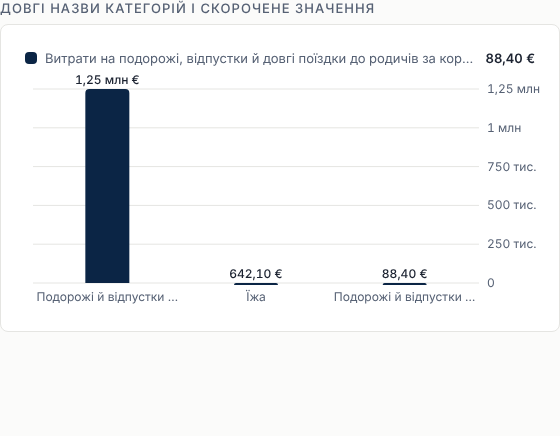 ДОВГІ НАЗВИ КАТЕГОРІЙ І СКОРОЧЕНЕ ЗНАЧЕННЯ
Витрати на подорожі, відпустки й довгі поїздки до родичів за кор... 88,40 €
1,25 млн €
1,25 млн
1 млн
750 тис.
500 тис.
250 тис.
642,10 €
88,40 €
0
Подорожі й відпустки ...
Їжа
Подорожі й відпустки ...